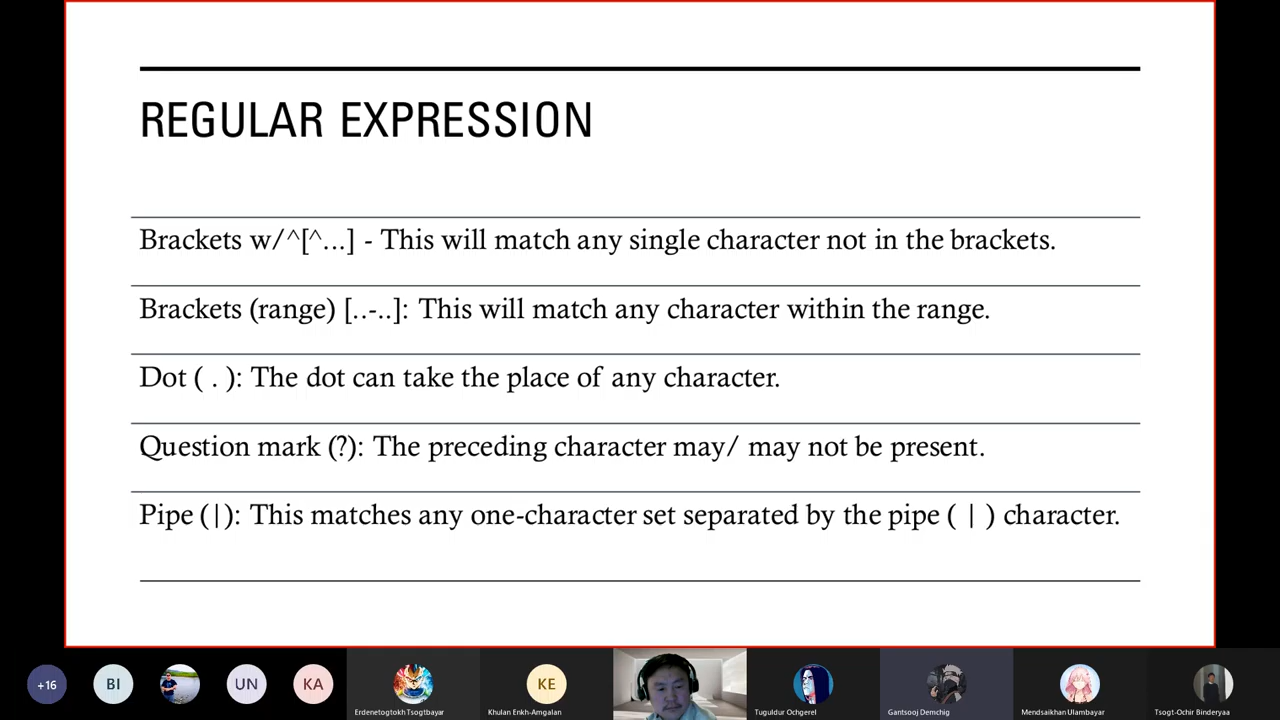 REGULAR EXPRESSION
Brackets w/^[^...] - This will match any single character not in the brackets.
Brackets (range) [..-..]: This will match any character within the range.
Dot ( . ): The dot can take the place of any character.
Question mark (?): The preceding character may/ may not be present.
Pipe (|): This matches any one-character set separated by the pipe ( | ) character.
+16 BI UN KA KE
Erdenetogtokh Tsogtbayar Khulan Enkh-Amgalan Tuguldur Ochgerel Gantsooj Demchig Mendsaikhan Ulambayar Tsogt-Ochir Binderyaa